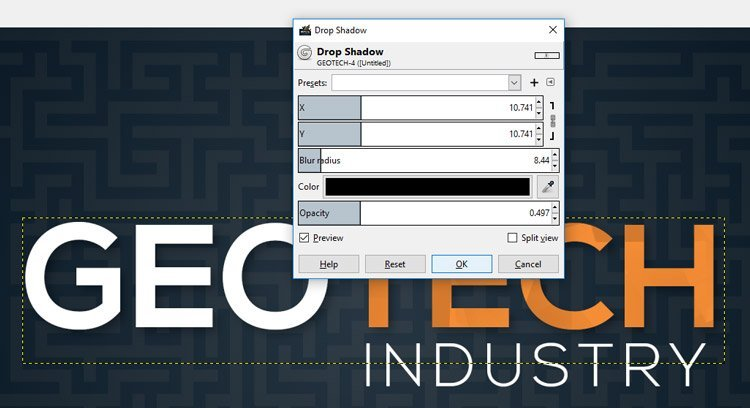 Drop Shadow
Drop Shadow
GEOTECH-4 ([Untitled])
Presets:
X 10.741
Y 10.741
Blur radius 8.44
Color
Opacity 0.497
Preview Split view
Help Reset OK Cancel
GEOTECH
INDUSTRY